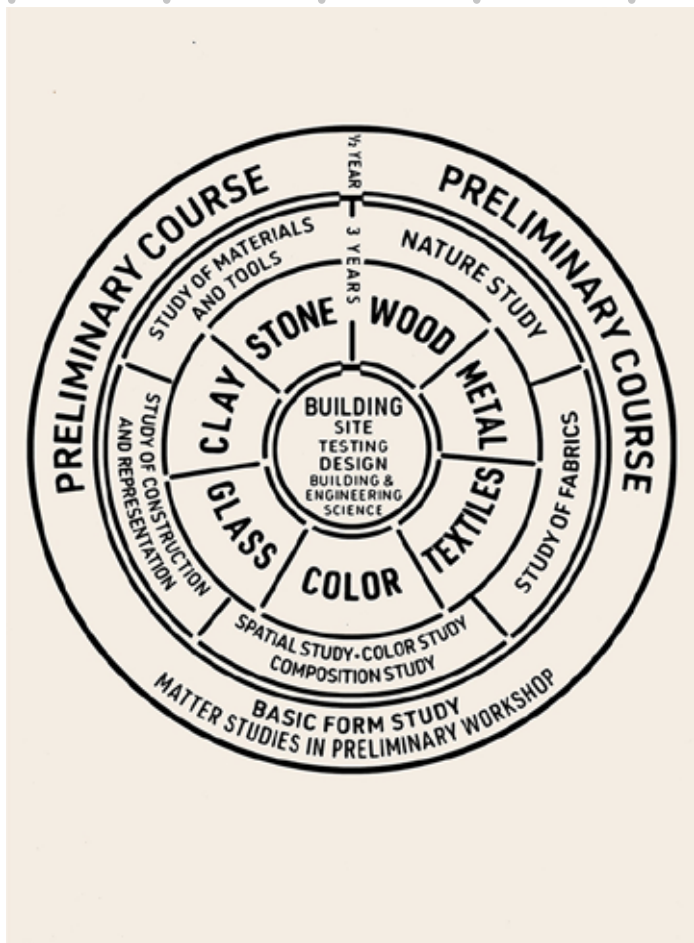 ½ YEAR
PRELIMINARY COURSE
PRELIMINARY COURSE
3 YEARS
STUDY OF MATERIALS
AND TOOLS
NATURE STUDY
STONE
WOOD
CLAY
METAL
BUILDING
SITE
TESTING
DESIGN
BUILDING &
ENGINEERING
SCIENCE
STUDY OF CONSTRUCTION
AND REPRESENTATION
STUDY OF FABRICS
GLASS
TEXTILES
COLOR
SPATIAL STUDY • COLOR STUDY
COMPOSITION STUDY
BASIC FORM STUDY
MATTER STUDIES IN PRELIMINARY WORKSHOP